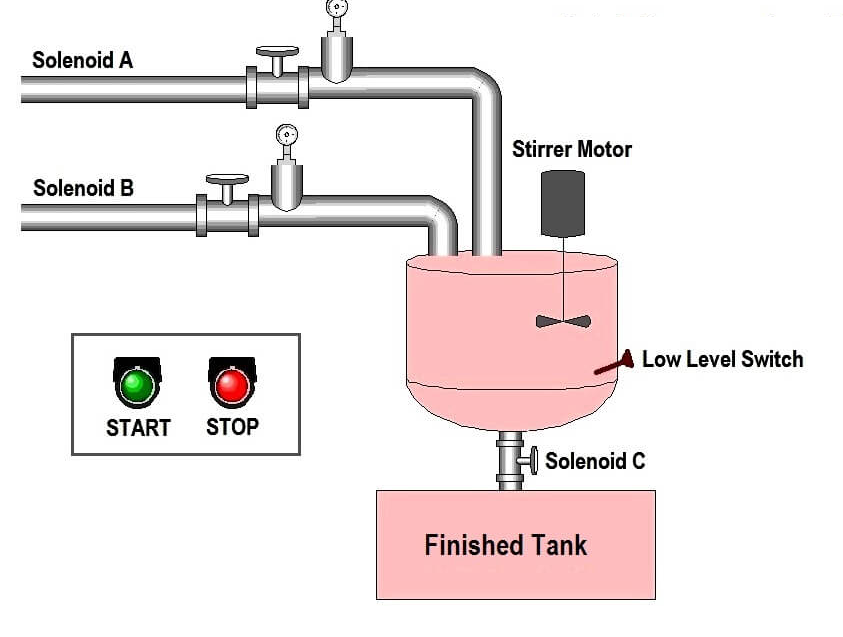 Solenoid A
Stirrer Motor
Solenoid B
Low Level Switch
START
STOP
Solenoid C
Finished Tank